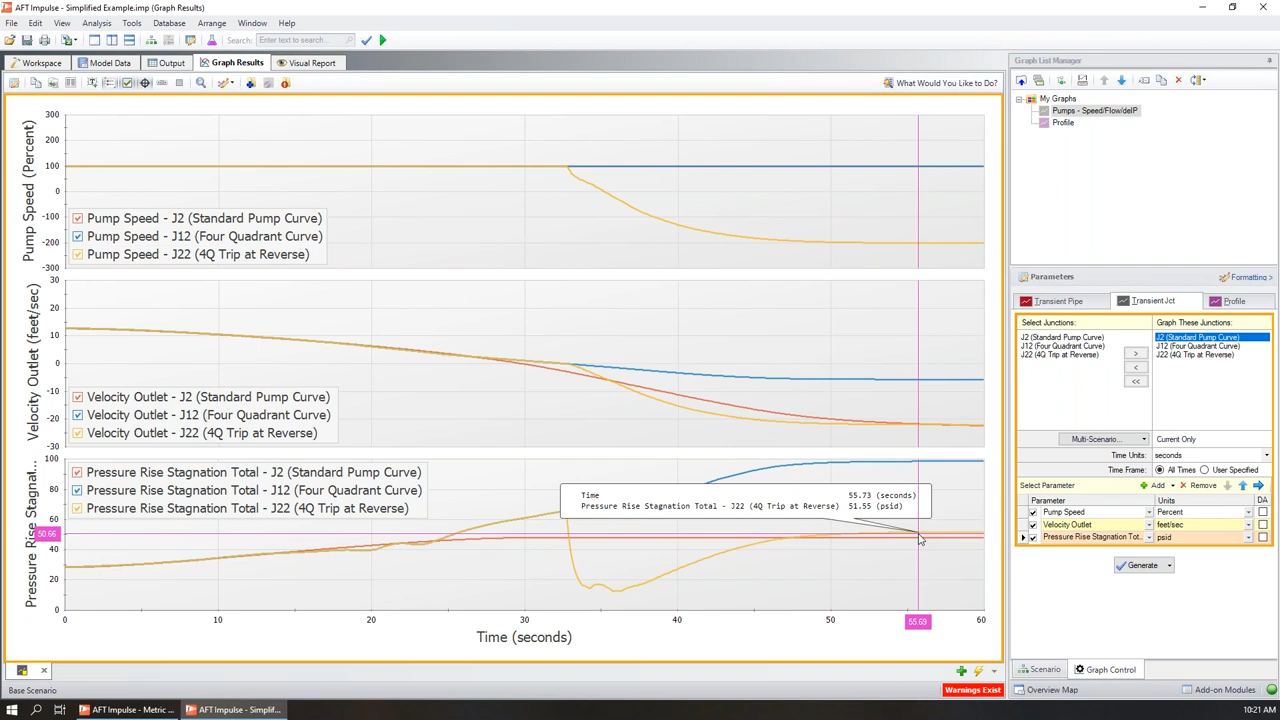 AFT Impulse - Simplified Example.imp (Graph Results)
File Edit View Analysis Tools Database Arrange Window Help
Search: Enter text to search...
Workspace Model Data Output Graph Results Visual Report
What Would You Like to Do?
300
200
100
0
-100
-200
-300
Pump Speed (Percent)
Pump Speed - J2 (Standard Pump Curve)
Pump Speed - J12 (Four Quadrant Curve)
Pump Speed - J22 (4Q Trip at Reverse)
30
20
10
0
-10
-20
-30
Velocity Outlet (feet/sec)
Velocity Outlet - J2 (Standard Pump Curve)
Velocity Outlet - J12 (Four Quadrant Curve)
Velocity Outlet - J22 (4Q Trip at Reverse)
100
80
60
50.66
40
20
0
Pressure Rise Stagnat...
Pressure Rise Stagnation Total - J2 (Standard Pump Curve)
Pressure Rise Stagnation Total - J12 (Four Quadrant Curve)
Pressure Rise Stagnation Total - J22 (4Q Trip at Reverse)
Time 55.73 (seconds)
Pressure Rise Stagnation Total - J22 (4Q Trip at Reverse) 51.55 (psid)
0 10 20 30 40 50 60
55.69
Time (seconds)
Graph List Manager
My Graphs
Pumps - Speed/Flow/delP
Profile
Parameters Formatting >
Transient Pipe Transient Jct Profile
Select Junctions: Graph These Junctions:
J2 (Standard Pump Curve) J2 (Standard Pump Curve)
J12 (Four Quadrant Curve) > J12 (Four Quadrant Curve)
J22 (4Q Trip at Reverse) J22 (4Q Trip at Reverse)
<
<<
Multi-Scenario... Current Only
Time Units: seconds
Time Frame: All Times User Specified
Select Parameter Add Remove
Parameter Units DA
Pump Speed Percent
Velocity Outlet feet/sec
Pressure Rise Stagnation Tot... psid
Generate
Scenario Graph Control
Base Scenario Warnings Exist Overview Map Add-on Modules
AFT Impulse - Metric ... AFT Impulse - Simplif... 10:21 AM